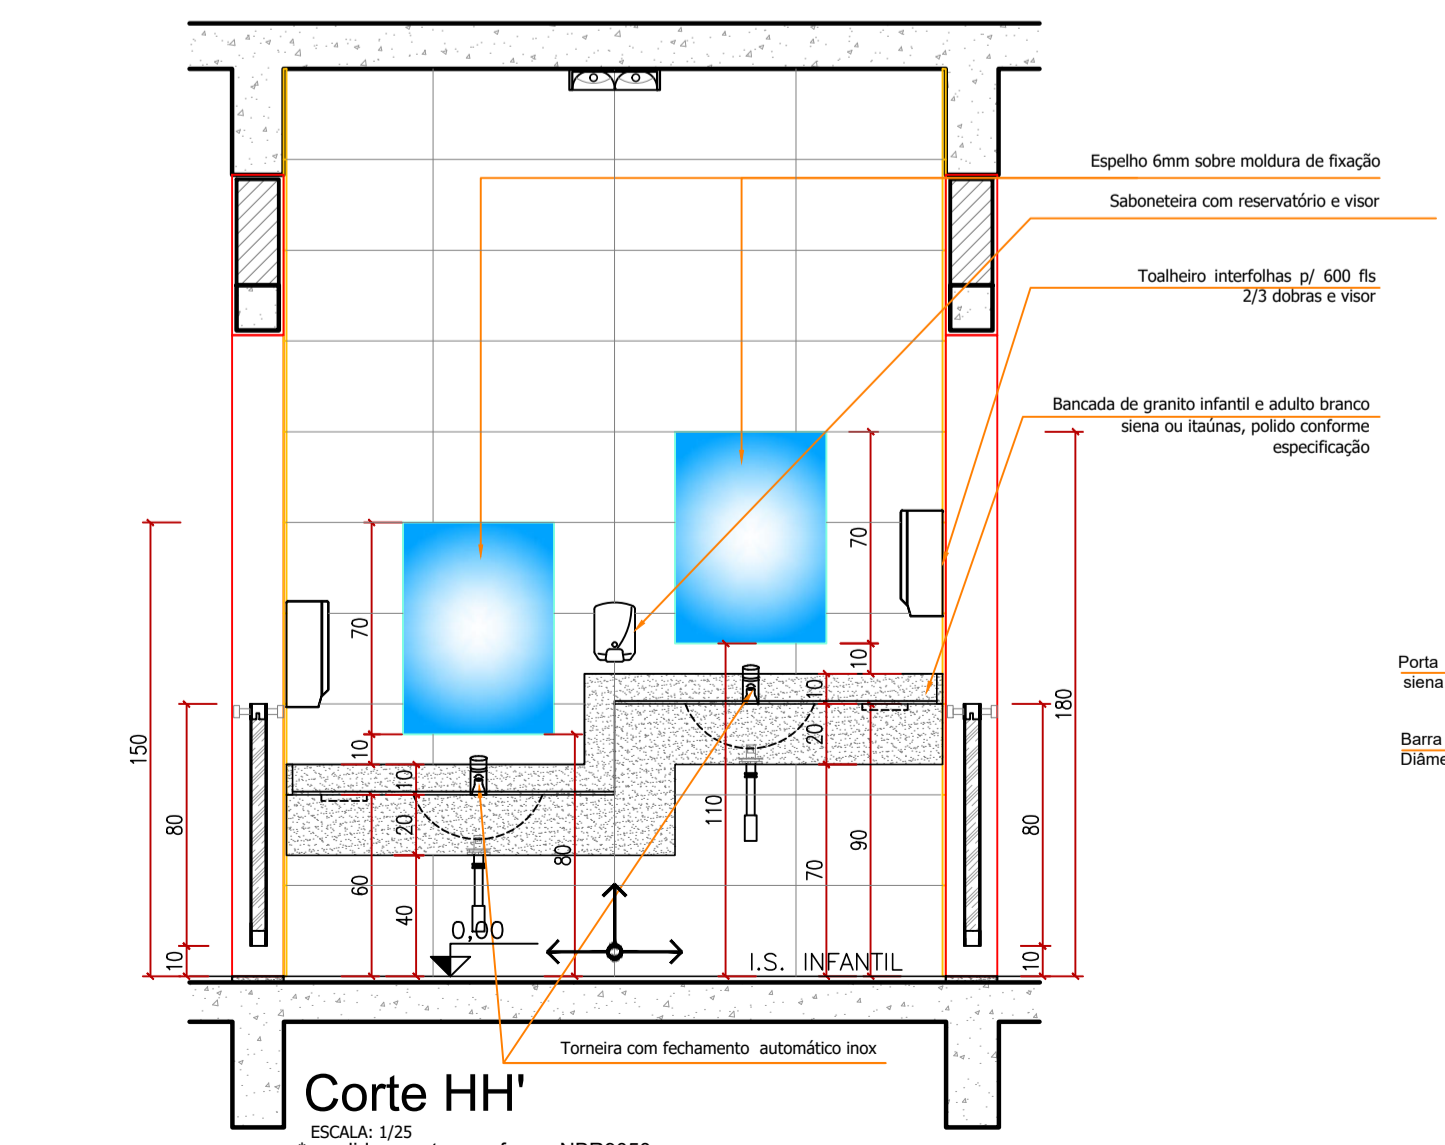 Espelho 6mm sobre moldura de fixação
Saboneteira com reservatório e visor
Toalheiro interfolhas p/ 600 fls
2/3 dobras e visor
Bancada de granito infantil e adulto branco
siena ou itaúnas, polido conforme
especificação
70
70
10
10
180
Porta
siena
150
10
10
20
Barra
Diâme
10
20
110
90
80
80
80
60
70
40
0,00
10
I.S. INFANTIL
10
Torneira com fechamento automático inox
Corte HH'
ESCALA: 1/25